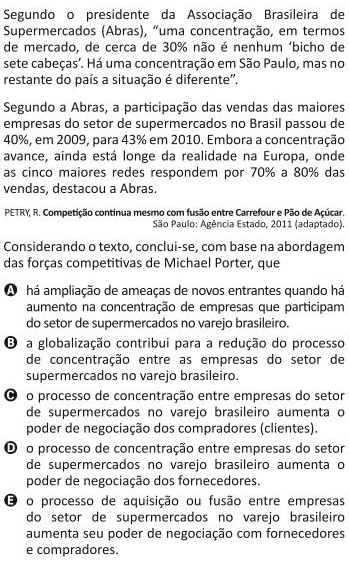 Segundo o presidente da Associação Brasileira de
Supermercados (Abras), “uma concentração, em termos
de mercado, de cerca de 30% não é nenhum ‘bicho de
sete cabeças’. Há uma concentração em São Paulo, mas no
restante do país a situação é diferente”.
Segundo a Abras, a participação das vendas das maiores
empresas do setor de supermercados no Brasil passou de
40%, em 2009, para 43% em 2010. Embora a concentração
avance, ainda está longe da realidade na Europa, onde
as cinco maiores redes respondem por 70% a 80% das
vendas, destacou a Abras.
PETRY, R. Competição continua mesmo com fusão entre Carrefour e Pão de Açúcar.
São Paulo: Agência Estado, 2011 (adaptado).
Considerando o texto, conclui-se, com base na abordagem
das forças competitivas de Michael Porter, que
A há ampliação de ameaças de novos entrantes quando há
aumento na concentração de empresas que participam
do setor de supermercados no varejo brasileiro.
B a globalização contribui para a redução do processo
de concentração entre as empresas do setor de
supermercados no varejo brasileiro.
C o processo de concentração entre empresas do setor
de supermercados no varejo brasileiro aumenta o
poder de negociação dos compradores (clientes).
D o processo de concentração entre empresas do setor
de supermercados no varejo brasileiro aumenta o
poder de negociação dos fornecedores.
E o processo de aquisição ou fusão entre empresas
do setor de supermercados no varejo brasileiro
aumenta seu poder de negociação com fornecedores
e compradores.